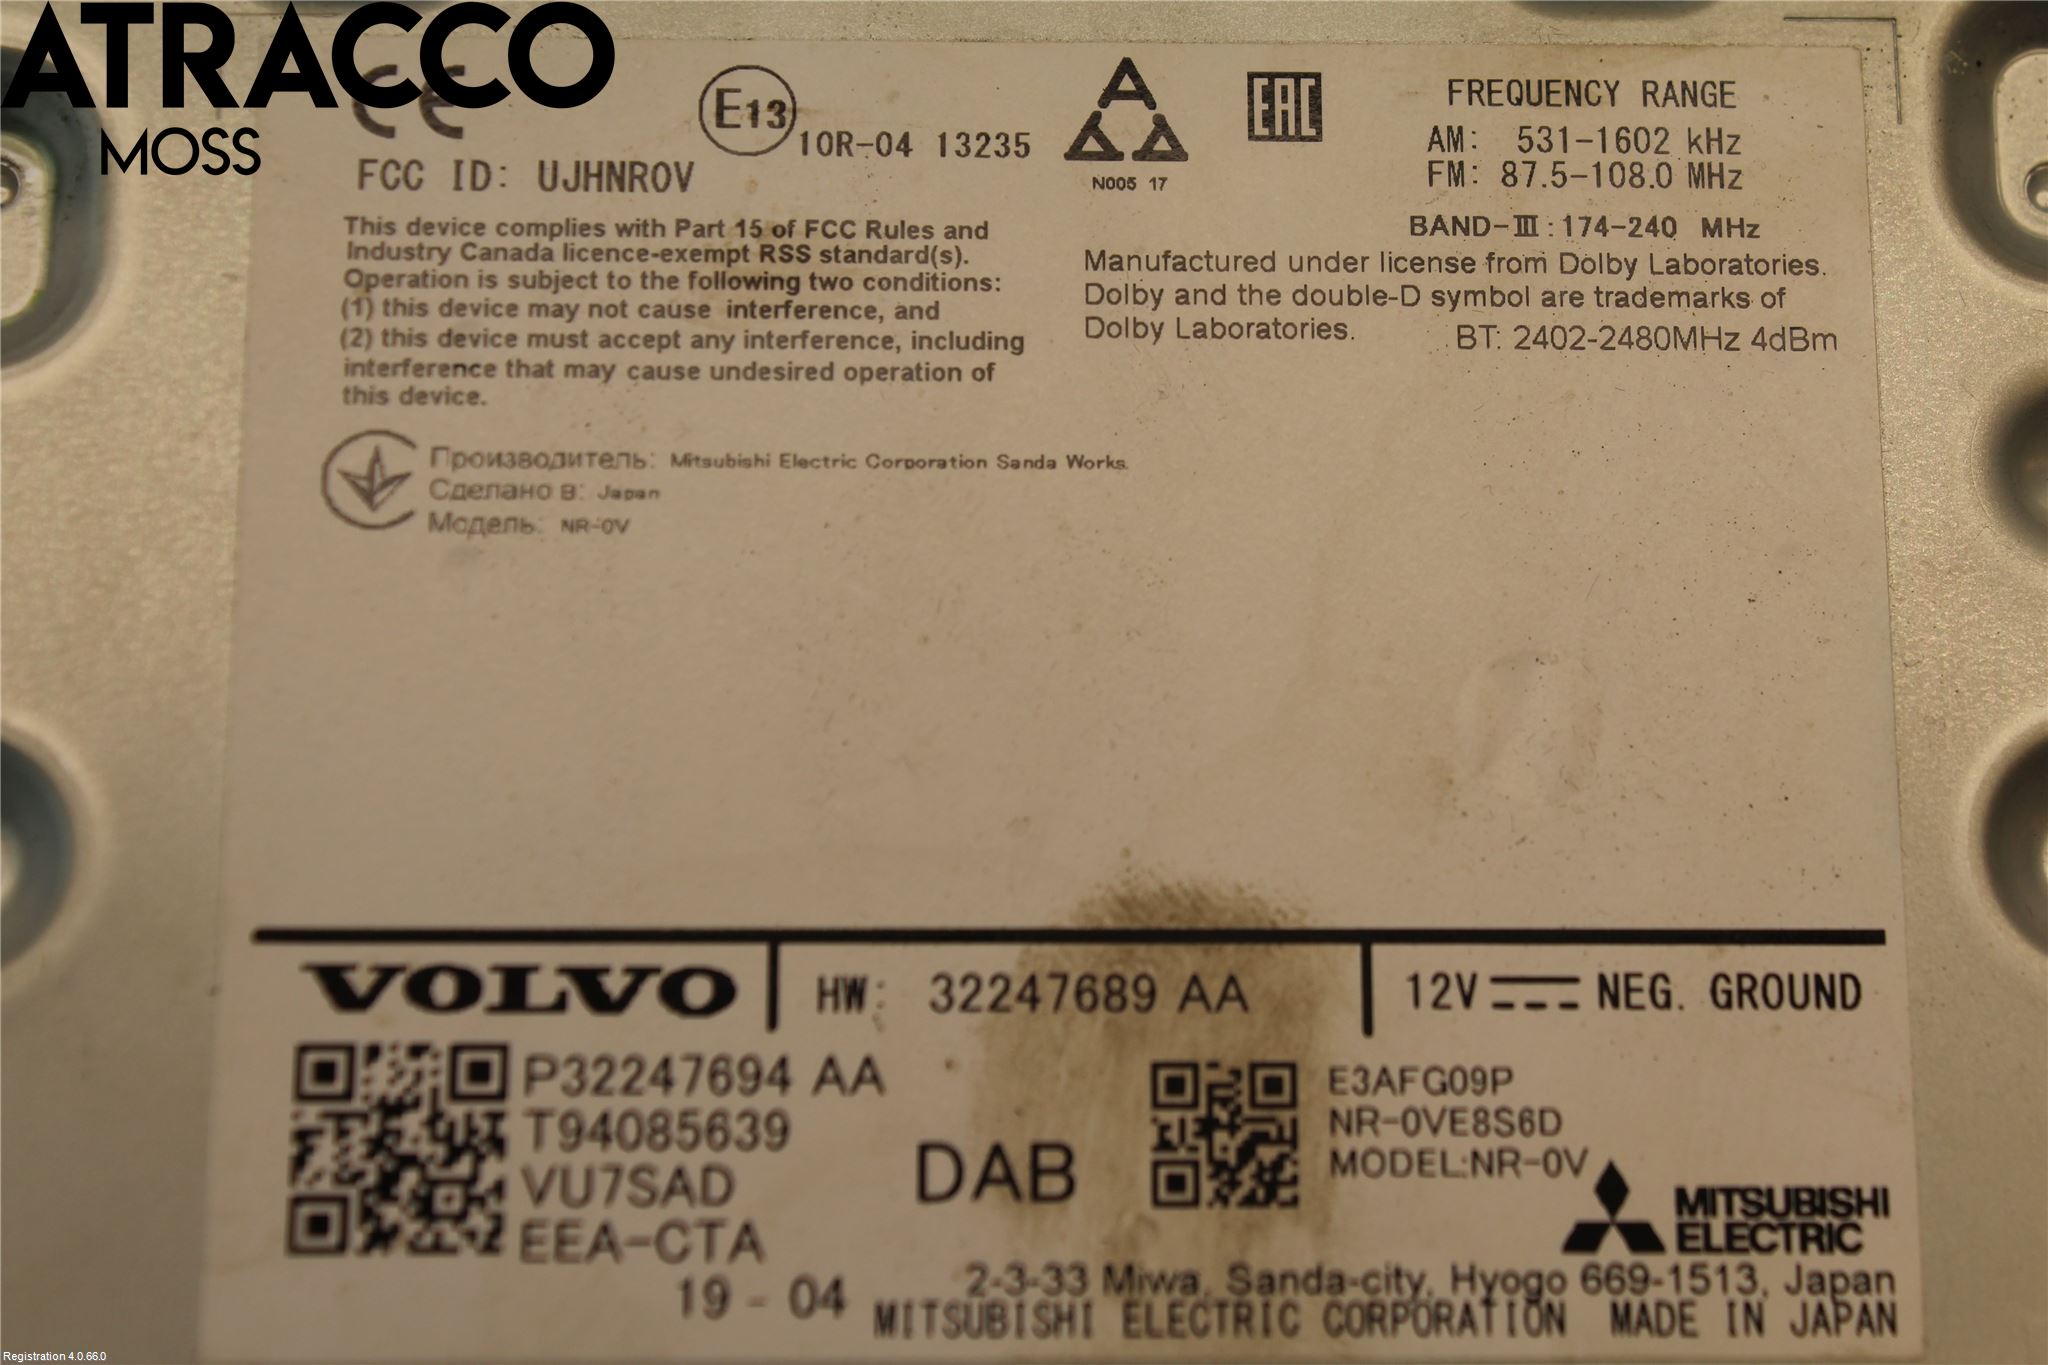 ATRACCO
MOSS
CE
E13
10R-04 13235
N005 17
EAC
FCC ID: UJHNR0V
This device complies with Part 15 of FCC Rules and
Industry Canada licence-exempt RSS standard(s).
Operation is subject to the following two conditions:
(1) this device may not cause interference, and
(2) this device must accept any interference, including
interference that may cause undesired operation of
this device.
FREQUENCY RANGE
AM: 531-1602 kHz
FM: 87.5-108.0 MHz
BAND-III:174-240 MHz
Manufactured under license from Dolby Laboratories.
Dolby and the double-D symbol are trademarks of
Dolby Laboratories.
BT: 2402-2480MHz 4dBm
Производитель: Mitsubishi Electric Corporation Sanda Works.
Сделано в: Japan
Модель: NR-0V
VOLVO
HW: 32247689 AA
12V NEG. GROUND
P32247694 AA
T94085639
VU7SAD
EEA-CTA
19 - 04
DAB
E3AFG09P
NR-0VE8S6D
MODEL:NR-0V
MITSUBISHI
ELECTRIC
2-3-33 Miwa, Sanda-city, Hyogo 669-1513, Japan
MITSUBISHI ELECTRIC CORPORATION MADE IN JAPAN
Registration 4.0.66.0